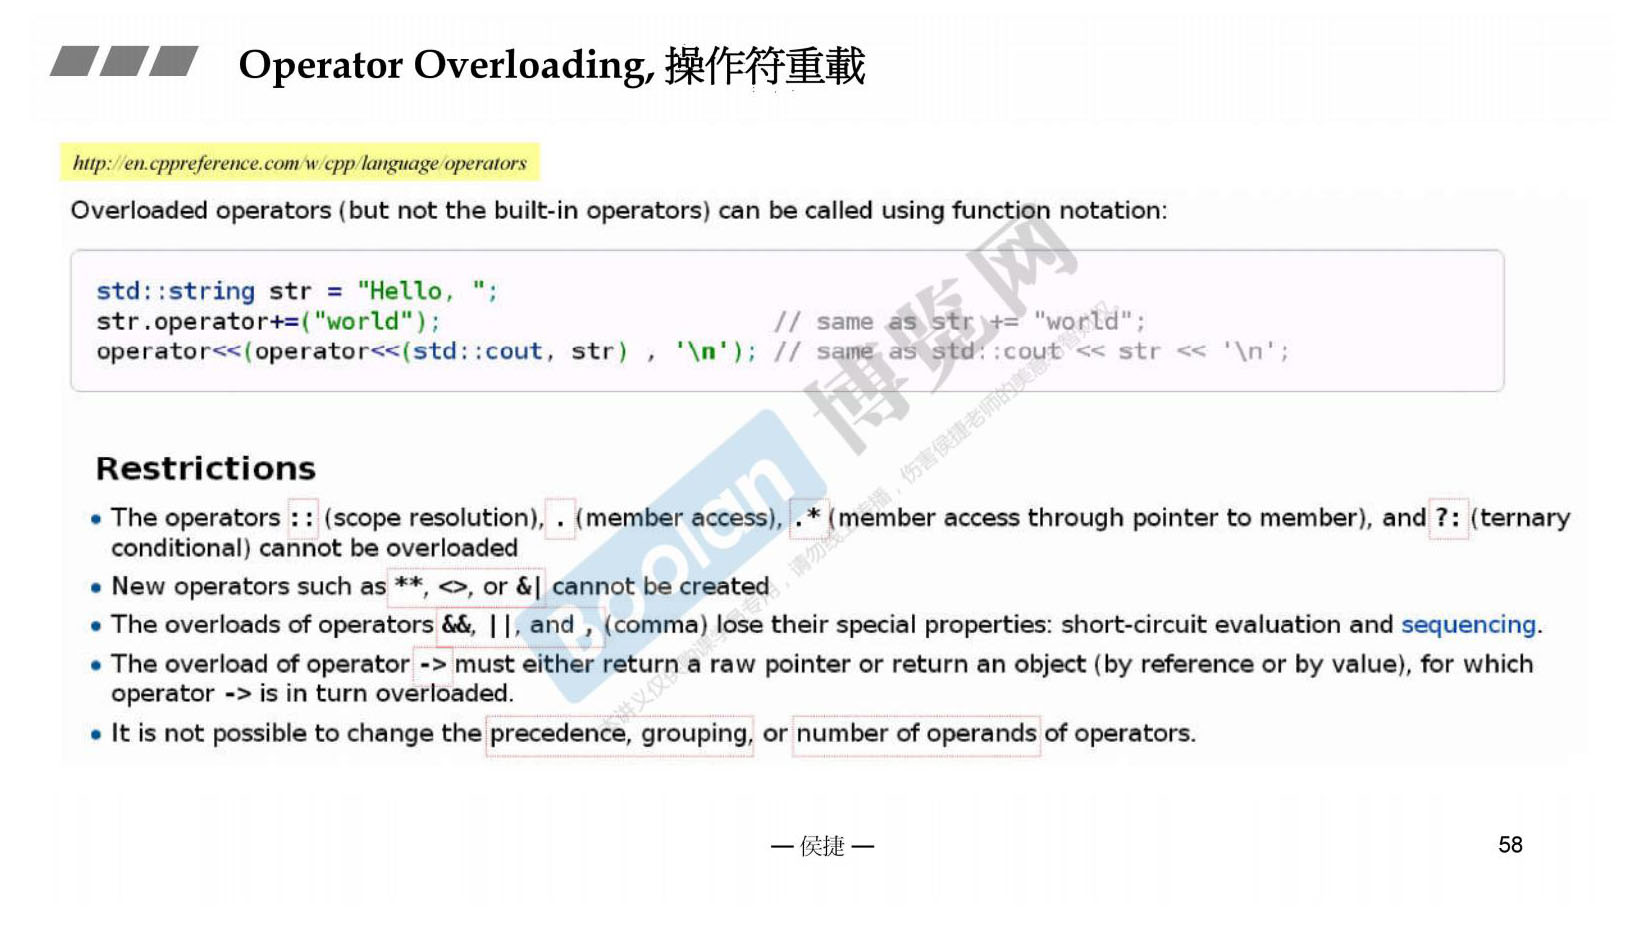 Operator Overloading, 操作符重載
http://en.cppreference.com/w/cpp/language/operators
Overloaded operators (but not the built-in operators) can be called using function notation:
std::string str = "Hello, ";
str.operator+=("world"); // same as str += "world";
operator<<(operator<<(std::cout, str) , '\n'); // same as std::cout << str << '\n';
Restrictions
• The operators :: (scope resolution), . (member access), .* (member access through pointer to member), and ?: (ternary
conditional) cannot be overloaded
• New operators such as **, <>, or &| cannot be created
• The overloads of operators &&, ||, and , (comma) lose their special properties: short-circuit evaluation and sequencing.
• The overload of operator -> must either return a raw pointer or return an object (by reference or by value), for which
operator -> is in turn overloaded.
• It is not possible to change the precedence, grouping, or number of operands of operators.
Boolan 博览网
— 侯捷 —
58